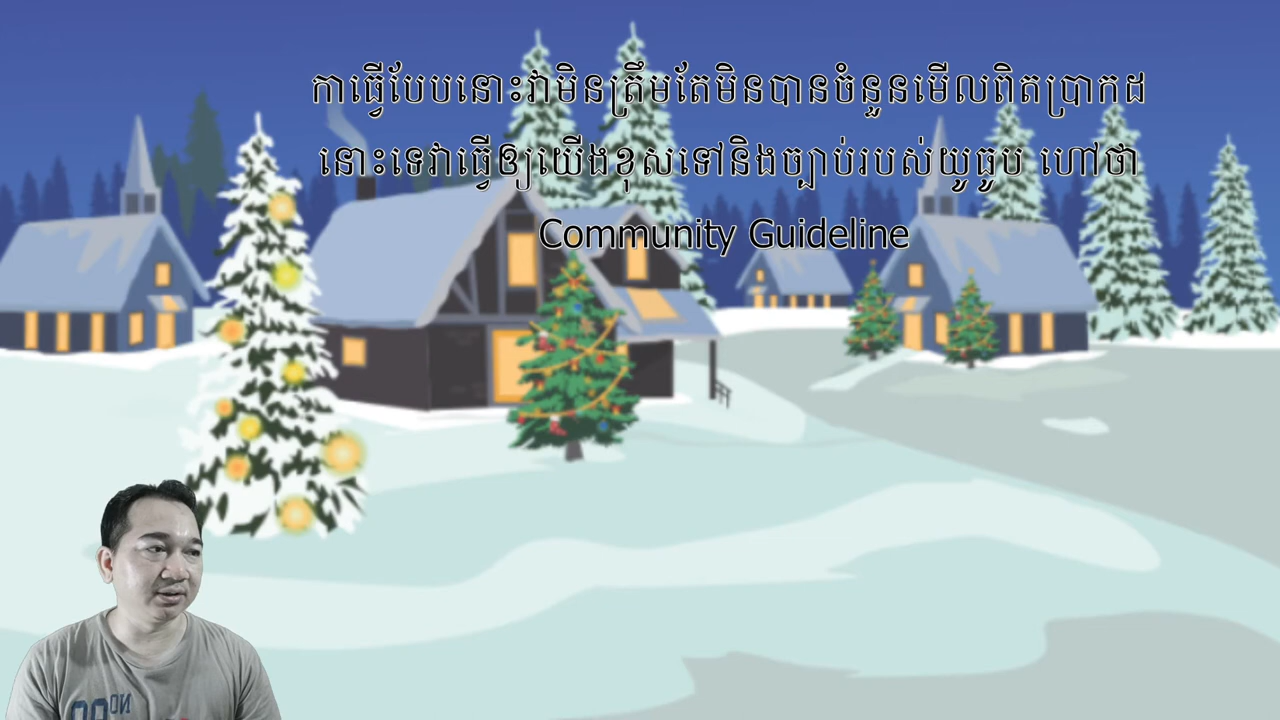 កាធ្វើបែបនោះវាមិនត្រឹមតែមិនបានចំនួនមើលពិតប្រាកដ
នោះទេវាធ្វើឲ្យយើងខុសទៅនិងច្បាប់របស់យូធូប ហៅថា
Community Guideline